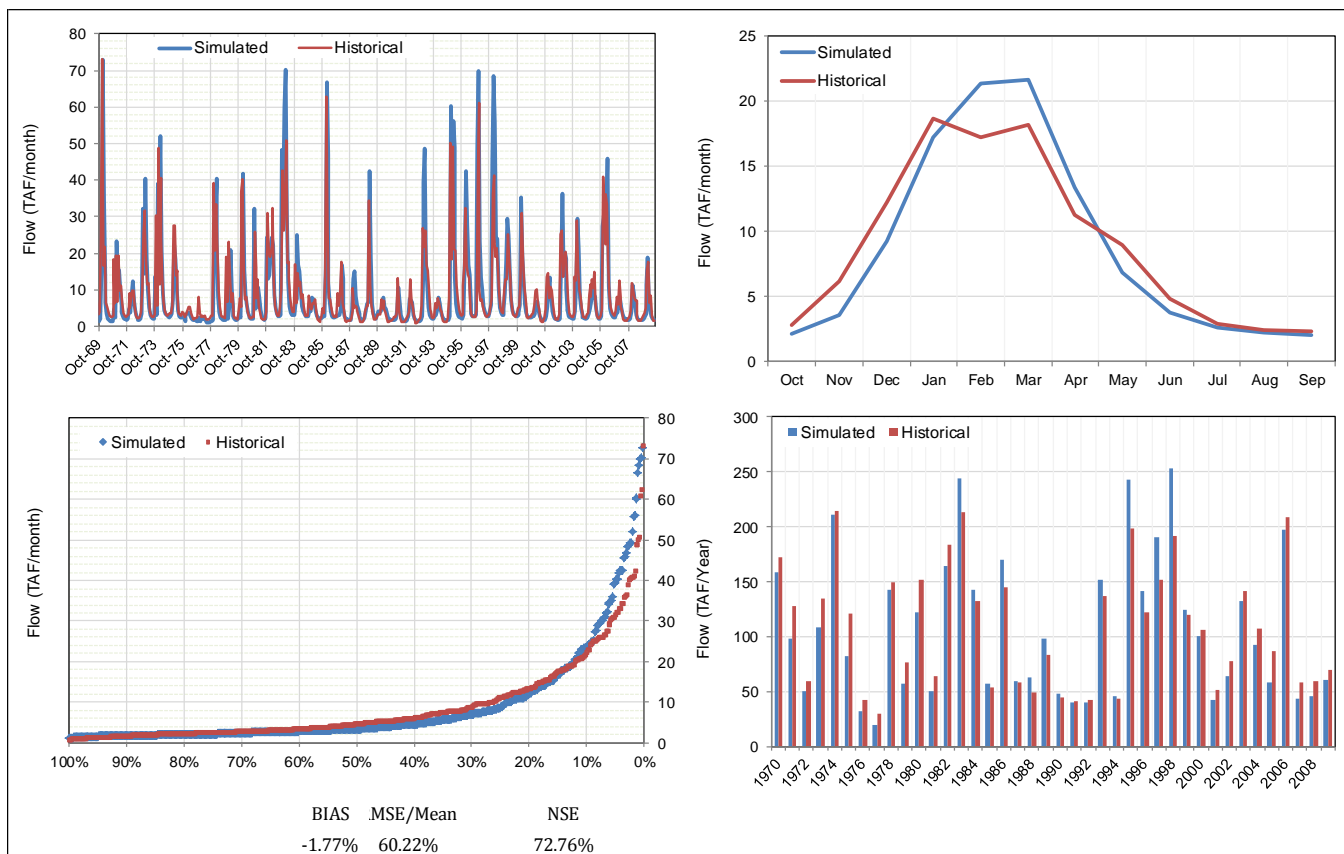 Simulated
Historical
Flow (TAF/month)
80
70
60
50
40
30
20
10
0
Oct-69
Oct-71
Oct-73
Oct-75
Oct-77
Oct-79
Oct-81
Oct-83
Oct-85
Oct-87
Oct-89
Oct-91
Oct-93
Oct-95
Oct-97
Oct-99
Oct-01
Oct-03
Oct-05
Oct-07
Simulated
Historical
Flow (TAF/month)
25
20
15
10
5
0
Oct Nov Dec Jan Feb Mar Apr May Jun Jul Aug Sep
Simulated
Historical
Flow (TAF/month)
80
70
60
50
40
30
20
10
0
100% 90% 80% 70% 60% 50% 40% 30% 20% 10% 0%
Simulated
Historical
Flow (TAF/Year)
300
250
200
150
100
50
0
1970
1972
1974
1976
1978
1980
1982
1984
1986
1988
1990
1992
1994
1996
1998
2000
2002
2004
2006
2008
BIAS MSE/Mean NSE
-1.77% 60.22% 72.76%